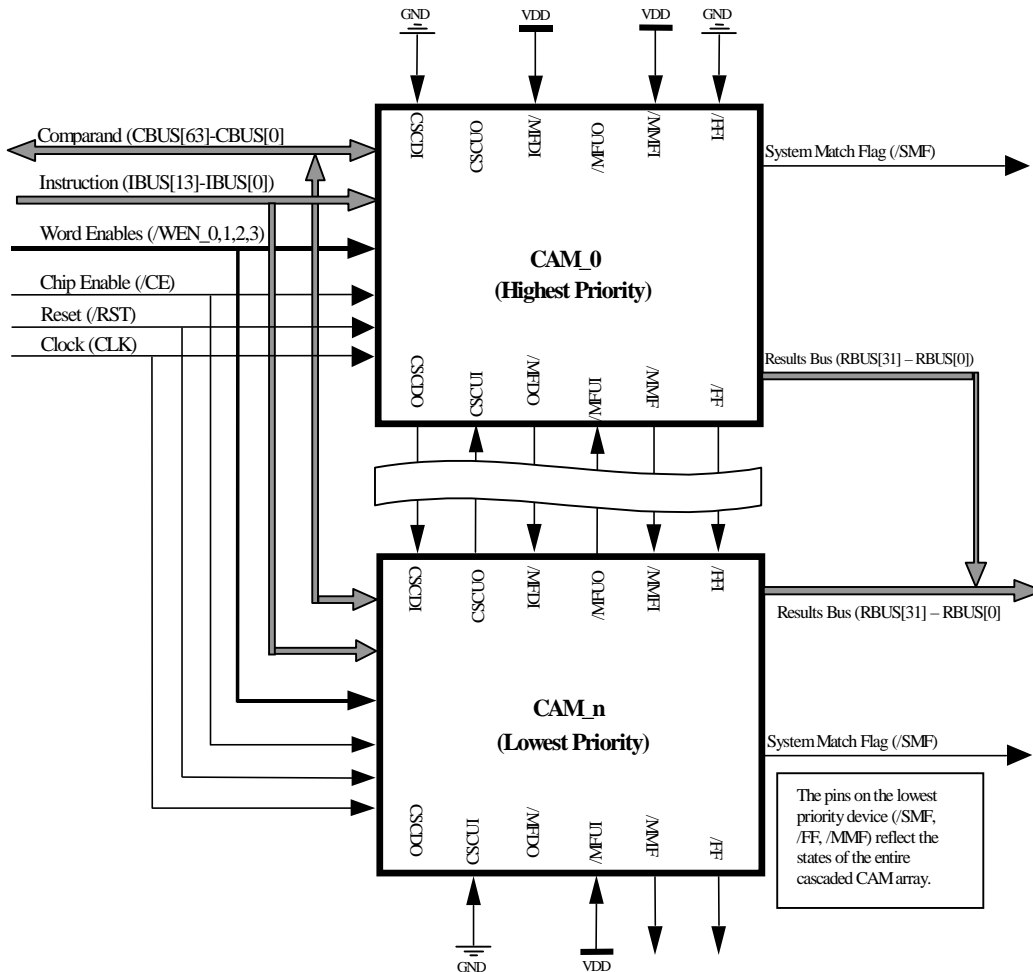 GND
VDD
VDD
GND
CSCDI
CSCUO
/MFDI
/MFUO
/MMFI
/FFI
Comparand (CBUS[63]-CBUS[0]
Instruction (IBUS[13]-IBUS[0])
Word Enables (/WEN_0,1,2,3)
Chip Enable (/CE)
Reset (/RST)
Clock (CLK)
System Match Flag (/SMF)
CAM_0
(Highest Priority)
Results Bus (RBUS[31] – RBUS[0])
CSCDO
CSCUI
/MFDO
/MFUI
/MMF
/FF
CSCDI
CSCUO
/MFDI
/MFUO
/MMFI
/FFI
Results Bus (RBUS[31] – RBUS[0]
CAM_n
(Lowest Priority)
System Match Flag (/SMF)
The pins on the lowest
priority device (/SMF,
/FF, /MMF) reflect the
states of the entire
cascaded CAM array.
CSCDO
CSCUI
/MFDO
/MFUI
/MMF
/FF
GND
VDD